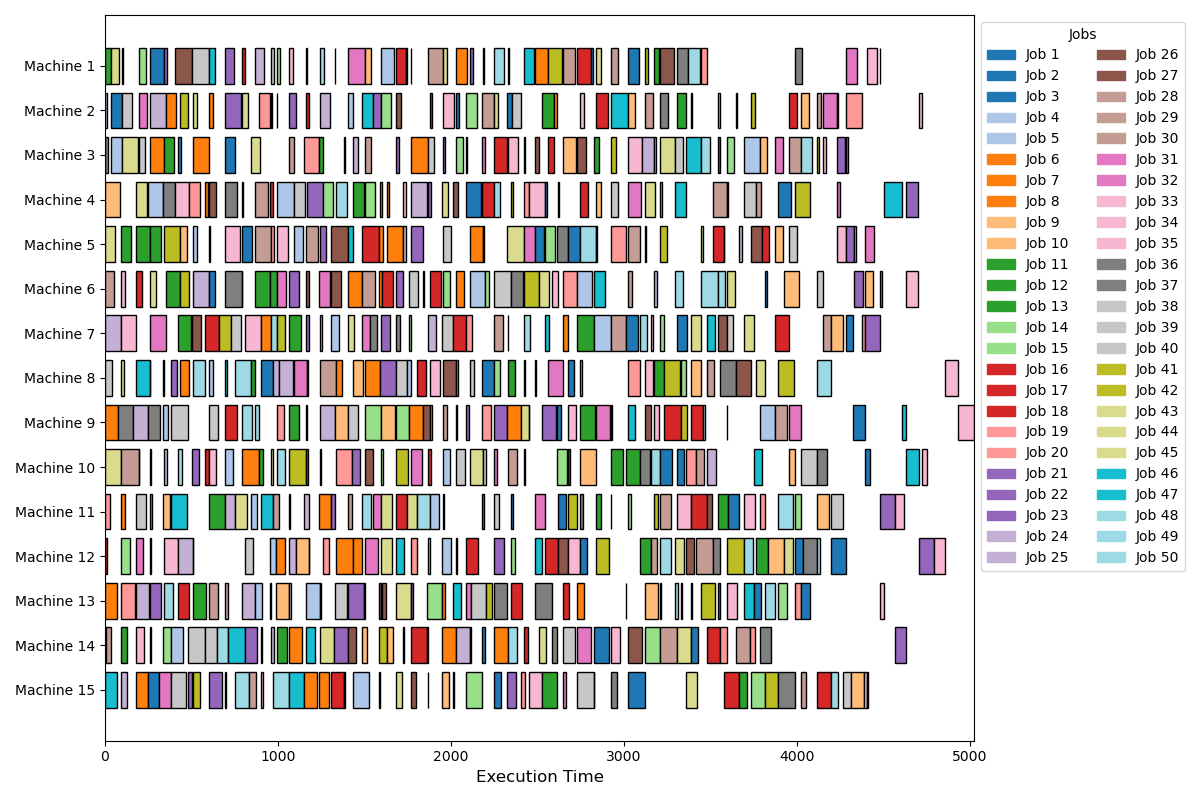 Machine 1
Machine 2
Machine 3
Machine 4
Machine 5
Machine 6
Machine 7
Machine 8
Machine 9
Machine 10
Machine 11
Machine 12
Machine 13
Machine 14
Machine 15
0 1000 2000 3000 4000 5000
Execution Time
Jobs
Job 1
Job 2
Job 3
Job 4
Job 5
Job 6
Job 7
Job 8
Job 9
Job 10
Job 11
Job 12
Job 13
Job 14
Job 15
Job 16
Job 17
Job 18
Job 19
Job 20
Job 21
Job 22
Job 23
Job 24
Job 25
Job 26
Job 27
Job 28
Job 29
Job 30
Job 31
Job 32
Job 33
Job 34
Job 35
Job 36
Job 37
Job 38
Job 39
Job 40
Job 41
Job 42
Job 43
Job 44
Job 45
Job 46
Job 47
Job 48
Job 49
Job 50